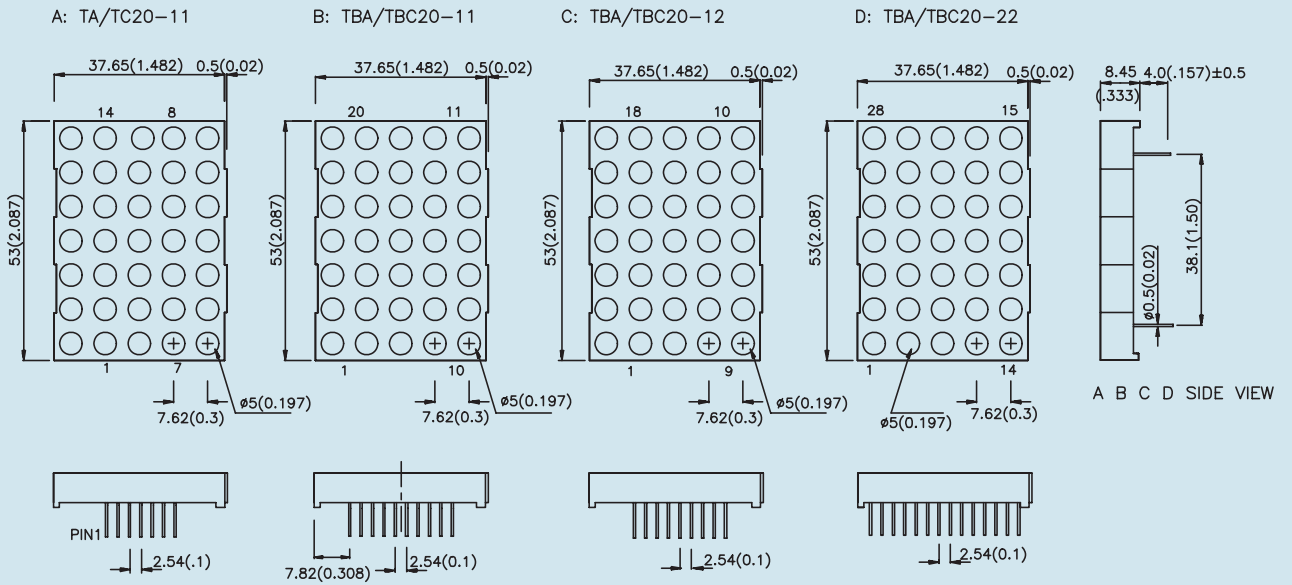 A: TA/TC20-11
B: TBA/TBC20-11
C: TBA/TBC20-12
D: TBA/TBC20-22
37.65(1.482) 0.5(0.02)
37.65(1.482) 0.5(0.02)
37.65(1.482) 0.5(0.02)
37.65(1.482) 0.5(0.02)
8.45 4.0(.157)±0.5
(.333)
14 8
20 11
18 10
28 15
53(2.087)
53(2.087)
53(2.087)
53(2.087)
38.1(1.50)
ø0.5(0.02)
1 7
1 10
1 9
1 14
7.62(0.3)
ø5(0.197)
7.62(0.3)
ø5(0.197)
7.62(0.3)
ø5(0.197)
ø5(0.197)
7.62(0.3)
A B C D SIDE VIEW
PIN1
2.54(.1)
7.82(0.308)
2.54(0.1)
2.54(0.1)
2.54(0.1)